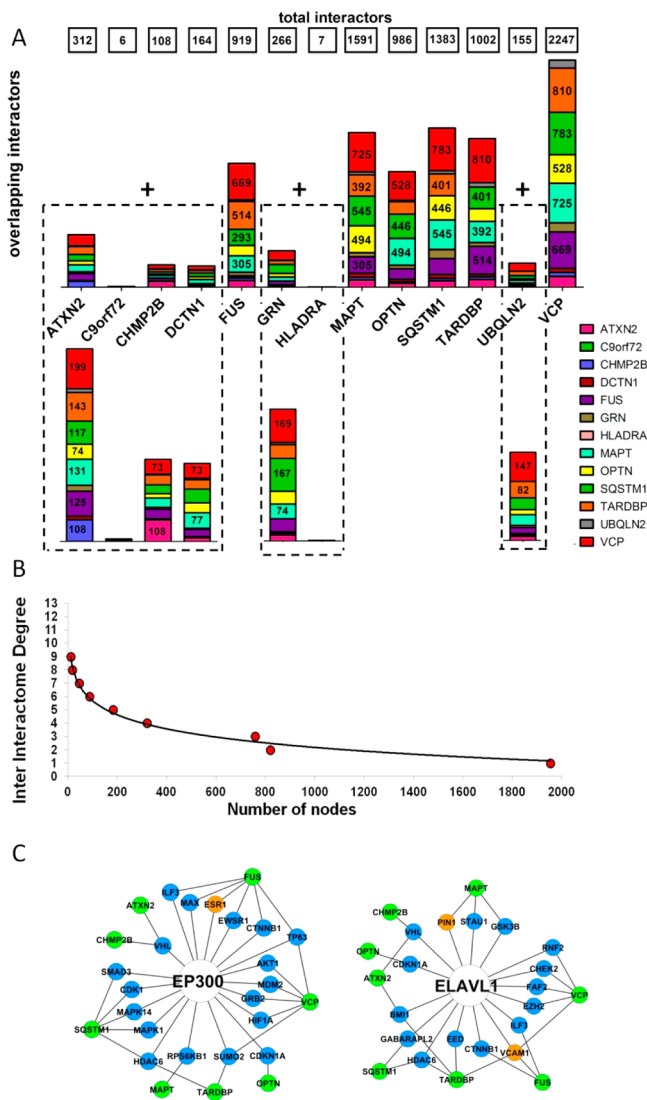 total interactors
A
312 6 108 164 919 266 7 1591 986 1383 1002 155 2247
overlapping interactors
+ + +
669
514
293
305
725
392
545
494
305
528
446
494
783
401
446
545
810
401
392
514
810
783
528
725
669
ATXN2
C9orf72
CHMP2B
DCTN1
FUS
GRN
HLADRA
MAPT
OPTN
SQSTM1
TARDBP
UBQLN2
VCP
199
143
117
74
131
125
108
73
108
73
77
169
167
74
147
82
ATXN2
C9orf72
CHMP2B
DCTN1
FUS
GRN
HLADRA
MAPT
OPTN
SQSTM1
TARDBP
UBQLN2
VCP
B
Inter Interactome Degree
13
12
11
10
9
8
7
6
5
4
3
2
1
0
0 200 400 600 800 1000 1200 1400 1600 1800 2000
Number of nodes
C
FUS
ILF3
MAX
ESR1
ATXN2
EWSR1
CTNNB1
TP63
CHMP2B
VHL
AKT1
SMAD3
EP300
MDM2
CDK1
GRB2
VCP
MAPK14
HIF1A
SQSTM1
MAPK1
HDAC6
RPS6KB1
SUMO2
CDKN1A
MAPT
TARDBP
OPTN
MAPT
CHMP2B
PIN1
STAU1
GSK3B
VHL
OPTN
RNF2
CDKN1A
CHEK2
ATXN2
ELAVL1
FAF2
VCP
EZH2
BMI1
ILF3
GABARAPL2
EED
CTNNB1
VCAM1
HDAC6
SQSTM1
TARDBP
FUS